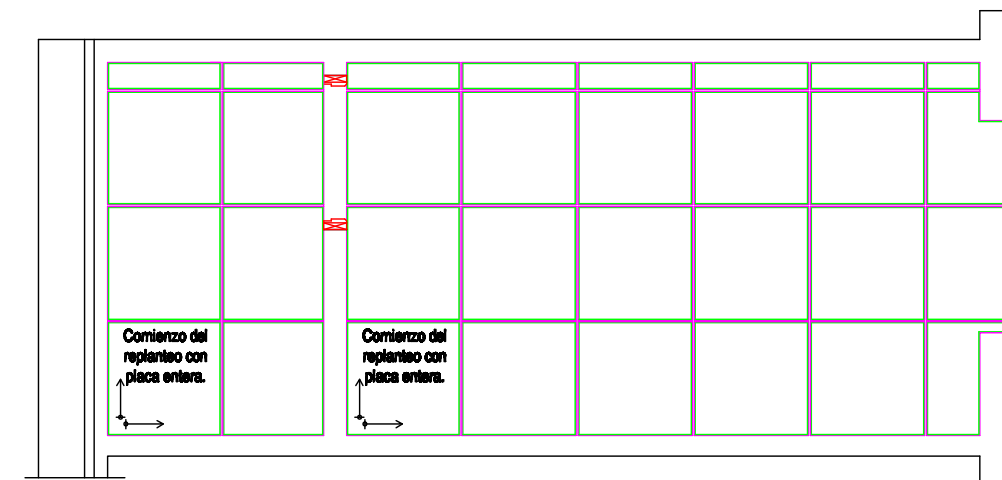 Comienzo del
replanteo con
placa entera.
Comienzo del
replanteo con
placa entera.